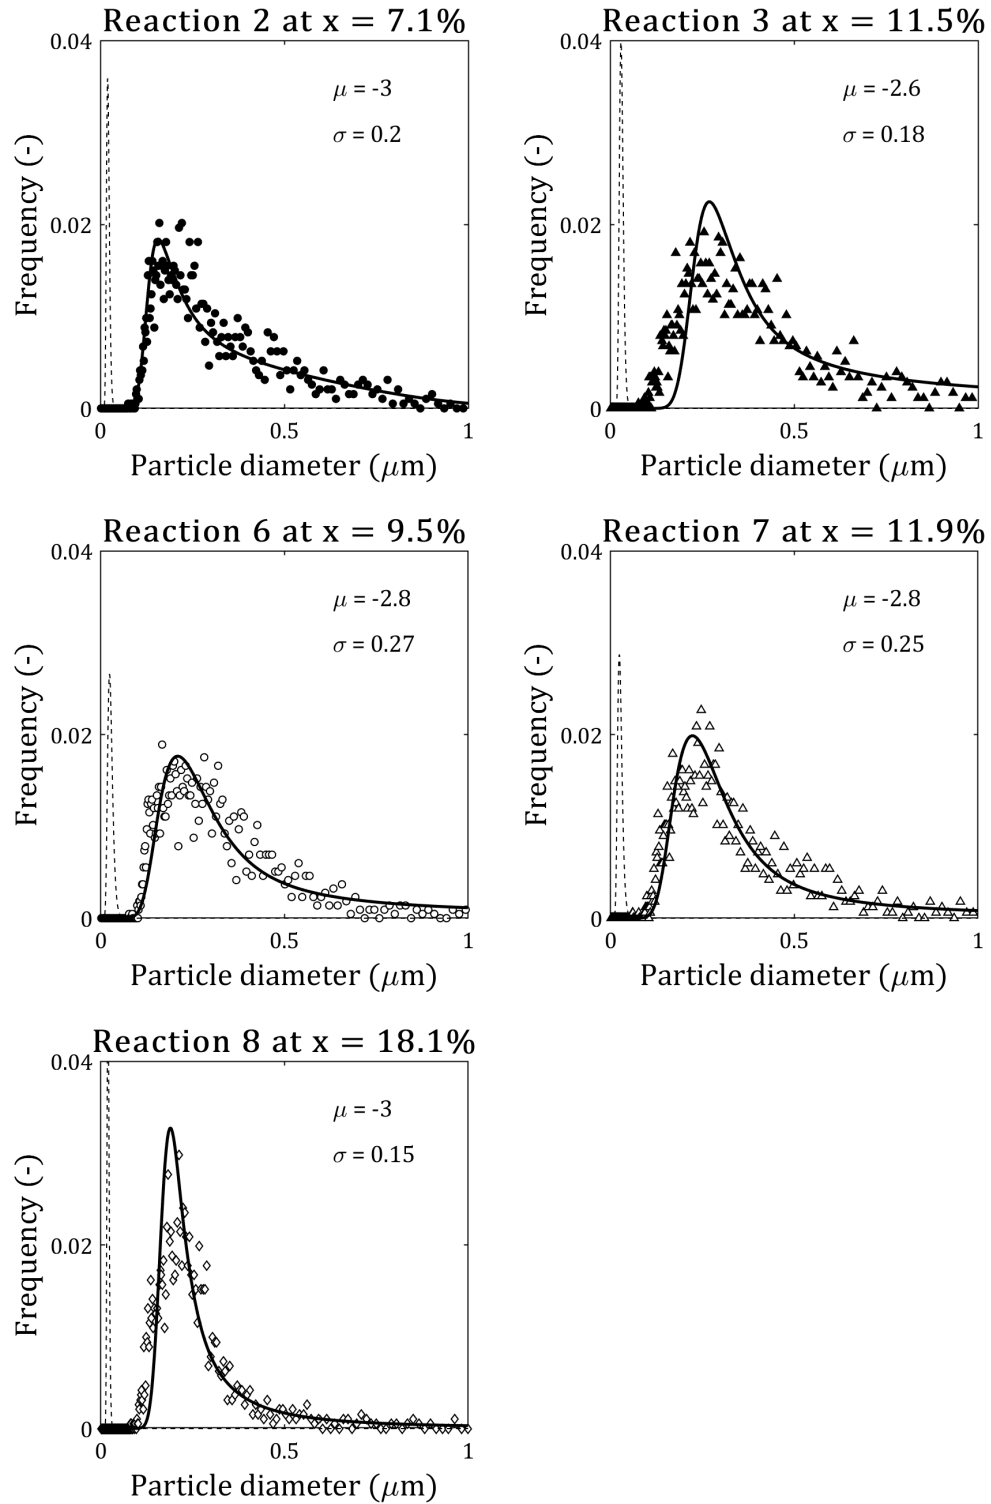 Reaction 2 at x = 7.1%
0.04
μ = -3
σ = 0.2
Frequency (-)
0.02
0
0 0.5 1
Particle diameter (μm)
Reaction 3 at x = 11.5%
0.04
μ = -2.6
σ = 0.18
Frequency (-)
0.02
0
0 0.5 1
Particle diameter (μm)
Reaction 6 at x = 9.5%
0.04
μ = -2.8
σ = 0.27
Frequency (-)
0.02
0
0 0.5 1
Particle diameter (μm)
Reaction 7 at x = 11.9%
0.04
μ = -2.8
σ = 0.25
Frequency (-)
0.02
0
0 0.5 1
Particle diameter (μm)
Reaction 8 at x = 18.1%
0.04
μ = -3
σ = 0.15
Frequency (-)
0.02
0
0 0.5 1
Particle diameter (μm)